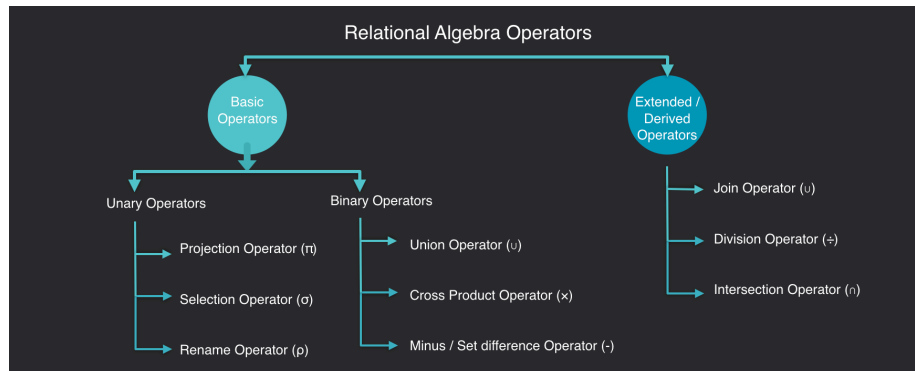 Relational Algebra Operators
Basic
Operators
Extended /
Derived
Operators
Unary Operators
Projection Operator (π)
Selection Operator (σ)
Rename Operator (ρ)
Binary Operators
Union Operator (∪)
Cross Product Operator (×)
Minus / Set difference Operator (-)
Join Operator (∪)
Division Operator (÷)
Intersection Operator (∩)